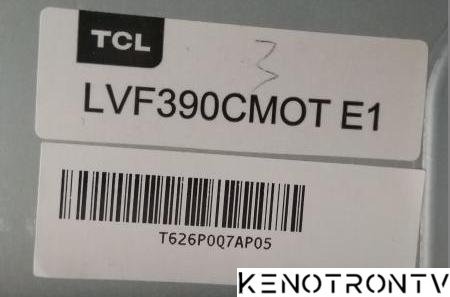 TCL
3
LVF390CMOT E1
T626P0Q7AP05
KENOTRONTV